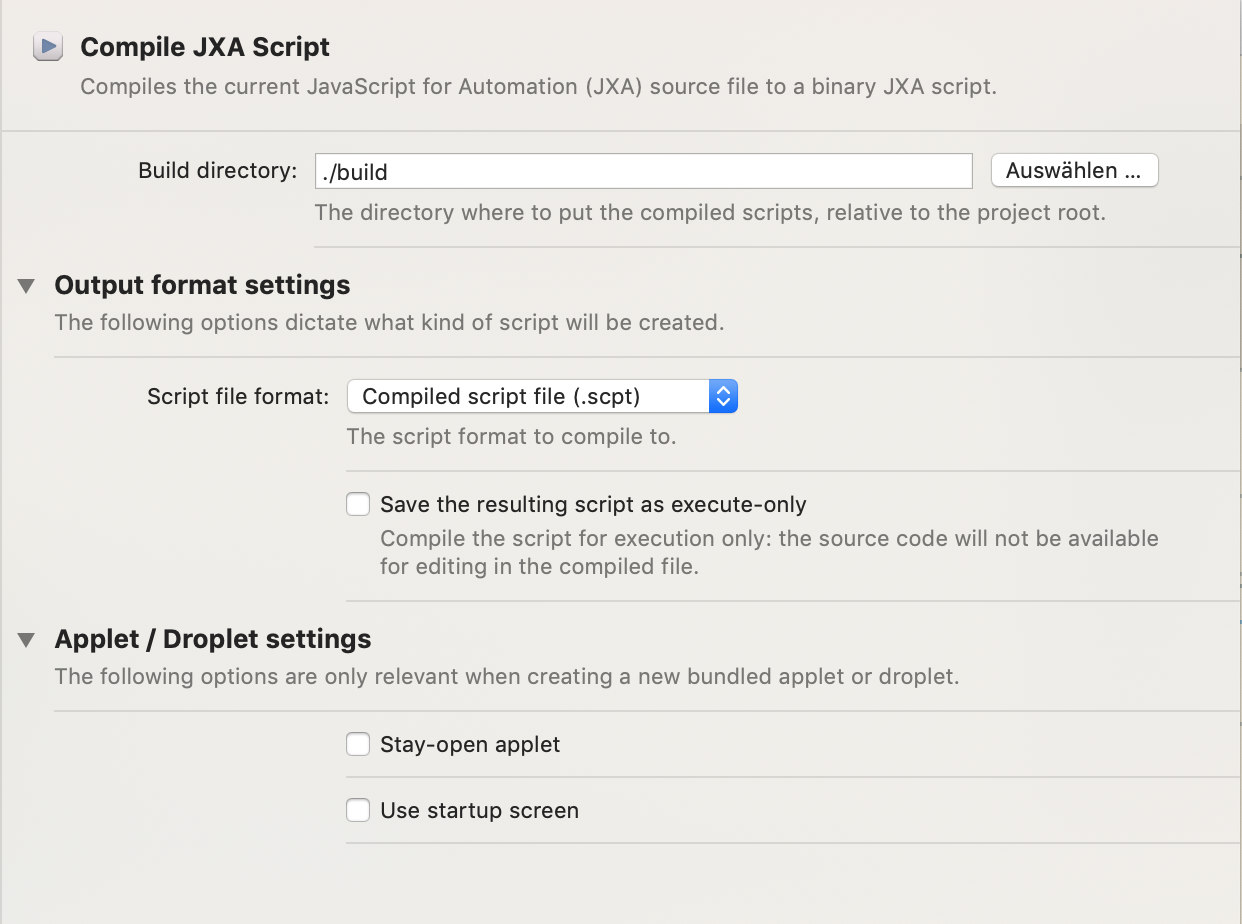 Compile JXA Script
Compiles the current JavaScript for Automation (JXA) source file to a binary JXA script.
Build directory: ./build Auswählen ...
The directory where to put the compiled scripts, relative to the project root.
Output format settings
The following options dictate what kind of script will be created.
Script file format: Compiled script file (.scpt)
The script format to compile to.
Save the resulting script as execute-only
Compile the script for execution only: the source code will not be available
for editing in the compiled file.
Applet / Droplet settings
The following options are only relevant when creating a new bundled applet or droplet.
Stay-open applet
Use startup screen